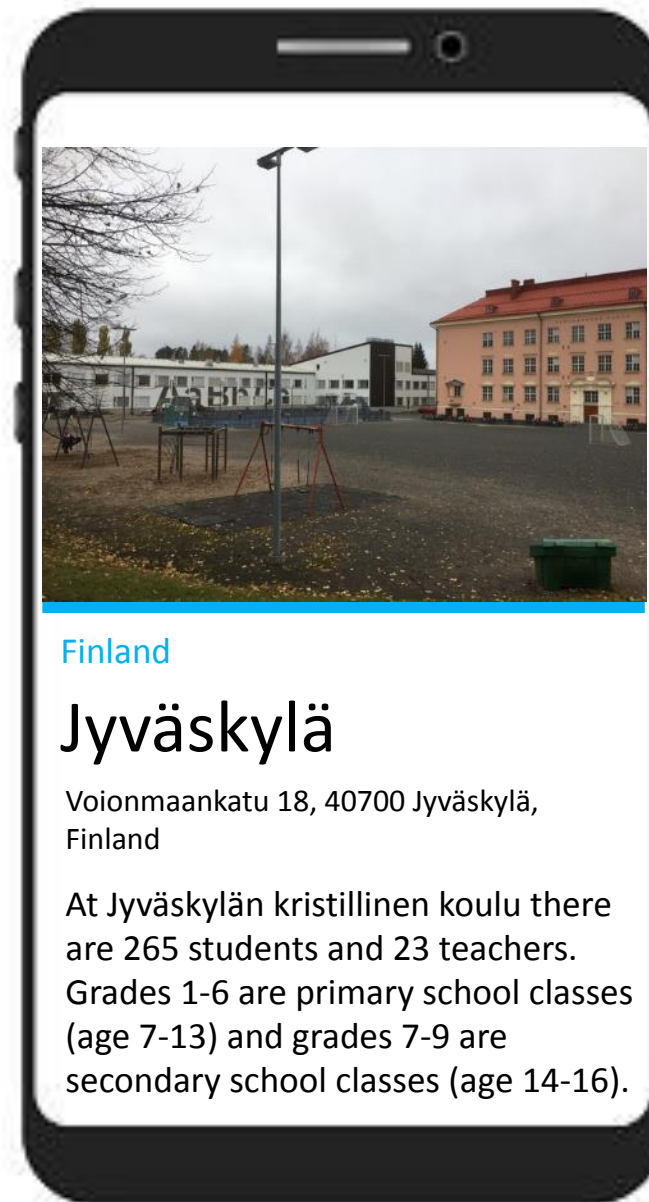 Finland
Jyväskylä
Voionmaankatu 18, 40700 Jyväskylä,
Finland
At Jyväskylän kristillinen koulu there
are 265 students and 23 teachers.
Grades 1-6 are primary school classes
(age 7-13) and grades 7-9 are
secondary school classes (age 14-16).